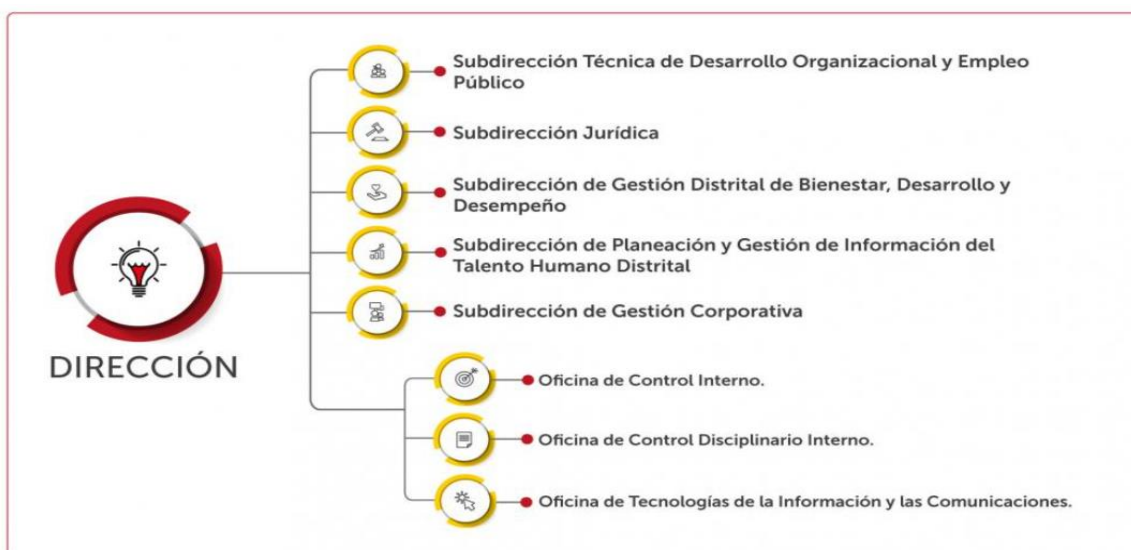 Subdirección Técnica de Desarrollo Organizacional y Empleo
Público
Subdirección Jurídica
Subdirección de Gestión Distrital de Bienestar, Desarrollo y
Desempeño
Subdirección de Planeación y Gestión de Información del
Talento Humano Distrital
Subdirección de Gestión Corporativa
DIRECCIÓN
Oficina de Control Interno.
Oficina de Control Disciplinario Interno.
Oficina de Tecnologías de la Información y las Comunicaciones.